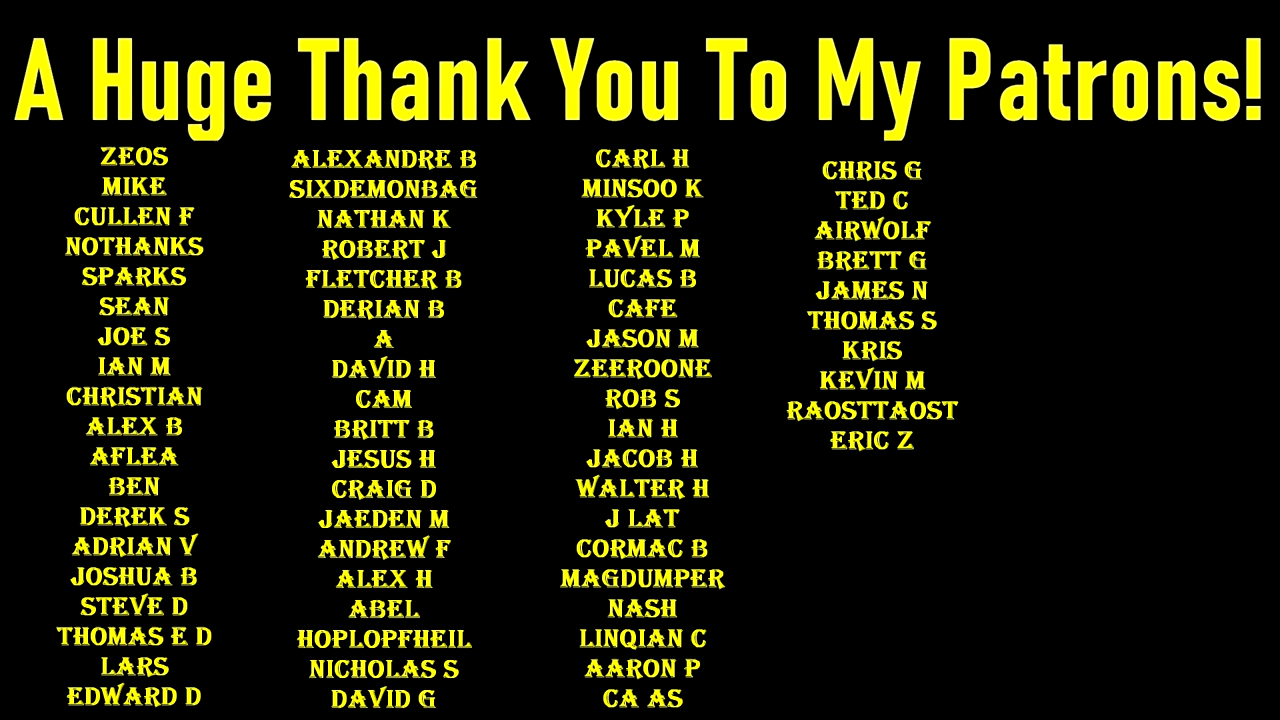 A Huge Thank You To My Patrons!
ZEOS
MIKE
CULLEN F
NOTHANKS
SPARKS
SEAN
JOE S
IAN M
CHRISTIAN
ALEX B
AFLEA
BEN
DEREK S
ADRIAN V
JOSHUA B
STEVE D
THOMAS E D
LARS
EDWARD D
ALEXANDRE B
SIXDEMONBAG
NATHAN K
ROBERT J
FLETCHER B
DERIAN B
A
DAVID H
CAM
BRITT B
JESUS H
CRAIG D
JAEDEN M
ANDREW F
ALEX H
ABEL
HOPLOPFHEIL
NICHOLAS S
DAVID G
CARL H
MINSOO K
KYLE P
PAVEL M
LUCAS B
CAFE
JASON M
ZEEROONE
ROB S
IAN H
JACOB H
WALTER H
J LAT
CORMAC B
MAGDUMPER
NASH
LINQIAN C
AARON P
CA AS
CHRIS G
TED C
AIRWOLF
BRETT G
JAMES N
THOMAS S
KRIS
KEVIN M
RAOSTTAOST
ERIC Z